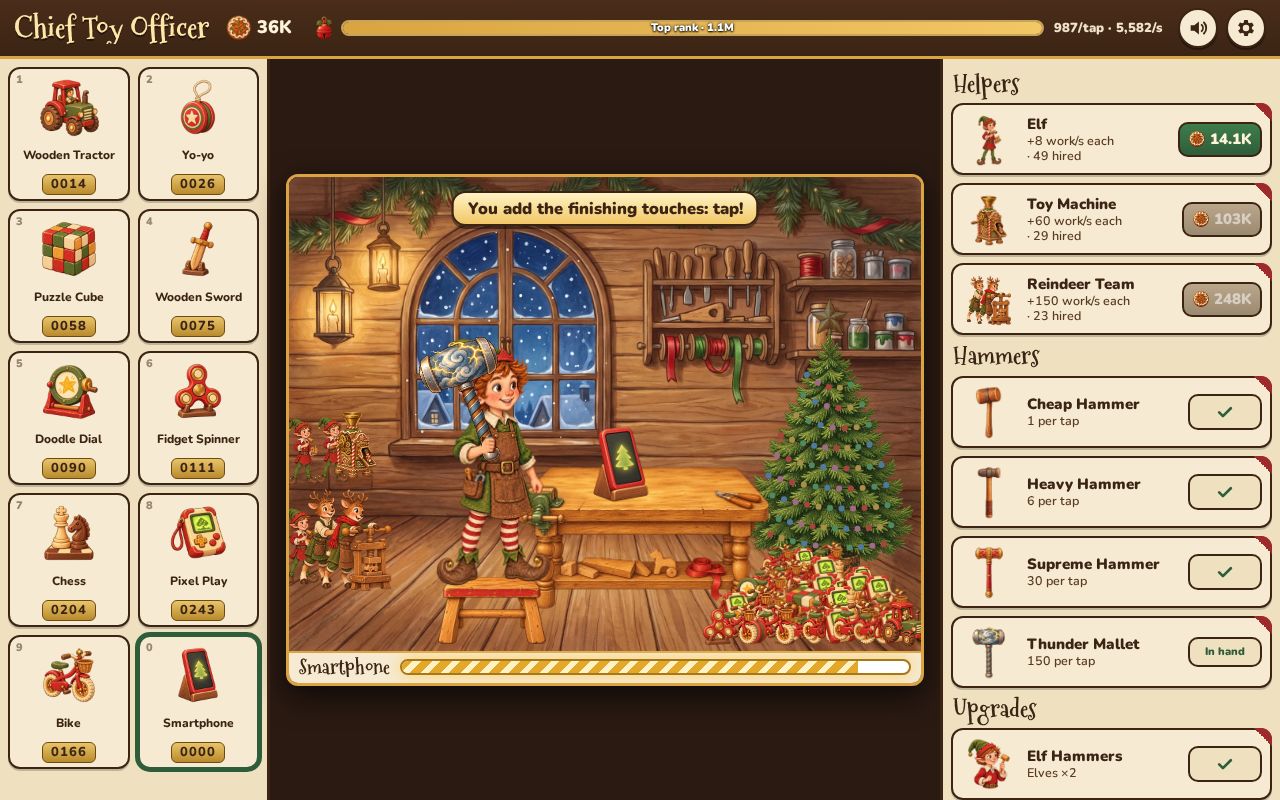 Chief Toy Officer
36K
Top rank · 1.1M
987/tap · 5,582/s
1
Wooden Tractor
0014
2
Yo-yo
0026
3
Puzzle Cube
0058
4
Wooden Sword
0075
5
Doodle Dial
0090
6
Fidget Spinner
0111
7
Chess
0204
8
Pixel Play
0243
9
Bike
0166
0
Smartphone
0000
You add the finishing touches: tap!
Smartphone
Helpers
Elf
+8 work/s each
· 49 hired
14.1K
Toy Machine
+60 work/s each
· 29 hired
103K
Reindeer Team
+150 work/s each
· 23 hired
248K
Hammers
Cheap Hammer
1 per tap
Heavy Hammer
6 per tap
Supreme Hammer
30 per tap
Thunder Mallet
150 per tap
In hand
Upgrades
Elf Hammers
Elves ×2